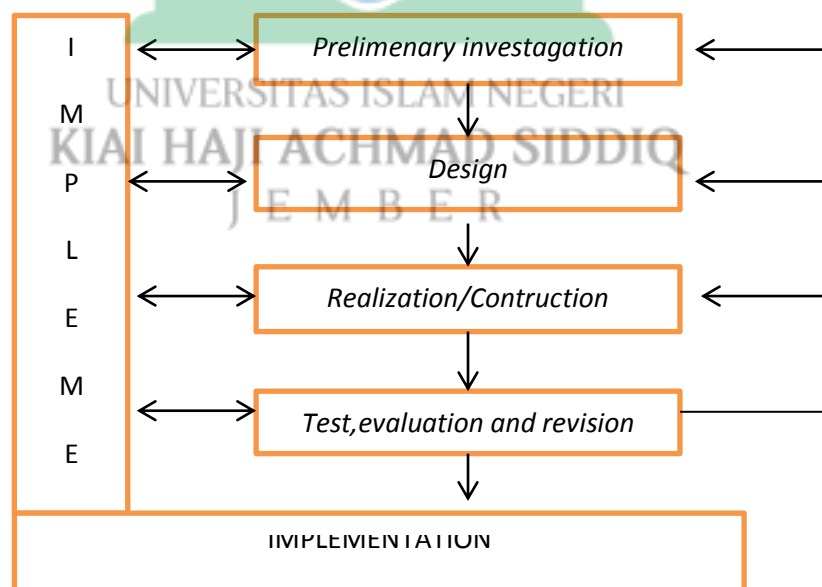 I
M
P
L
E
M
E
Prelimenary investagation
UNIVERSITAS ISLAM NEGERI
KIAI HAJI ACHMAD SIDDIQ
Design
J E M B E R
Realization/Contruction
Test,evaluation and revision
IMPLEMENTATION